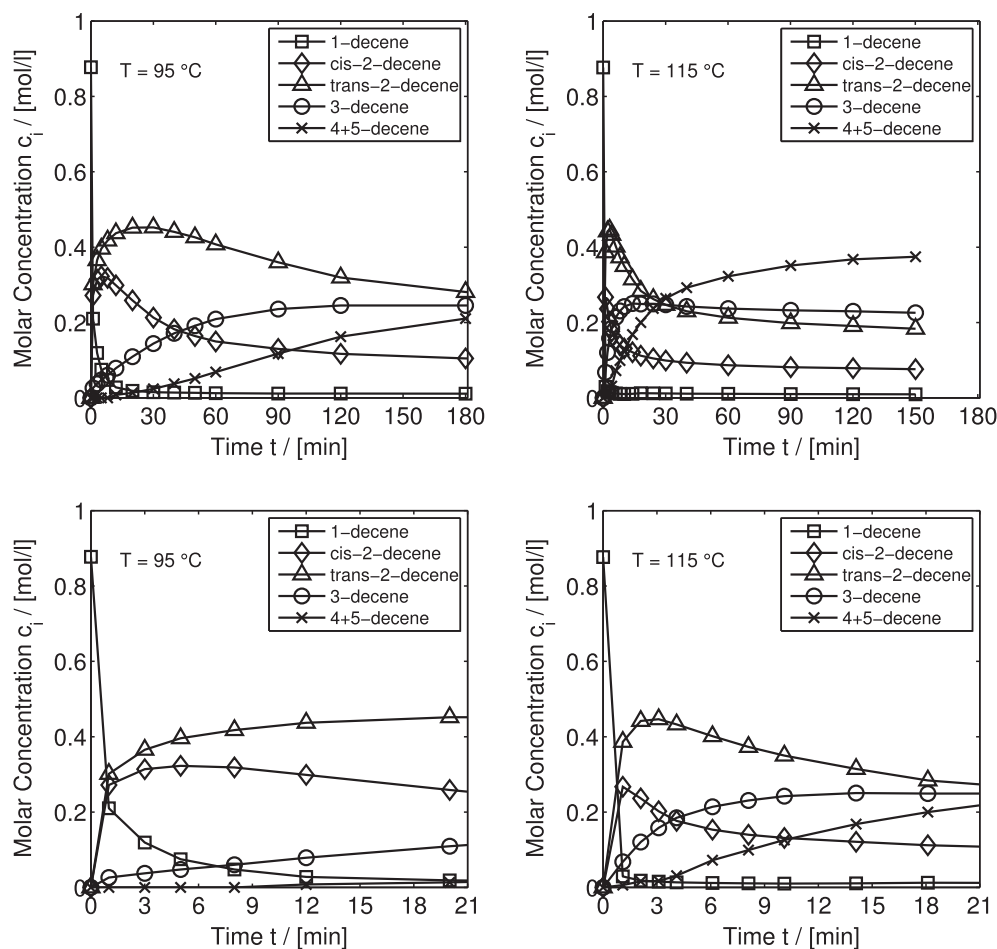 1
0.8
0.6
0.4
0.2
0
Molar Concentration c_i / [mol/l]
T = 95 °C
1−decene
cis−2−decene
trans−2−decene
3−decene
4+5−decene
0 30 60 90 120 150 180
Time t / [min]
1
0.8
0.6
0.4
0.2
0
Molar Concentration c_i / [mol/l]
T = 115 °C
1−decene
cis−2−decene
trans−2−decene
3−decene
4+5−decene
0 30 60 90 120 150 180
Time t / [min]
1
0.8
0.6
0.4
0.2
0
Molar Concentration c_i / [mol/l]
T = 95 °C
1−decene
cis−2−decene
trans−2−decene
3−decene
4+5−decene
0 3 6 9 12 15 18 21
Time t / [min]
1
0.8
0.6
0.4
0.2
0
Molar Concentration c_i / [mol/l]
T = 115 °C
1−decene
cis−2−decene
trans−2−decene
3−decene
4+5−decene
0 3 6 9 12 15 18 21
Time t / [min]